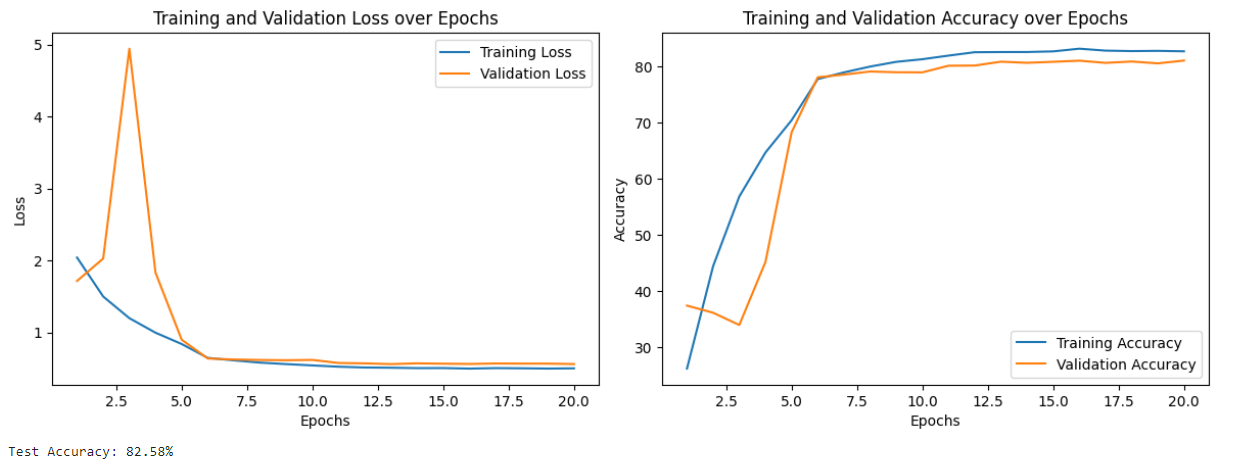 Training and Validation Loss over Epochs
Training Loss
Validation Loss
5
4
3
2
1
Loss
2.5 5.0 7.5 10.0 12.5 15.0 17.5 20.0
Epochs
Training and Validation Accuracy over Epochs
80
70
60
50
40
30
Accuracy
Training Accuracy
Validation Accuracy
2.5 5.0 7.5 10.0 12.5 15.0 17.5 20.0
Epochs
Test Accuracy: 82.58%